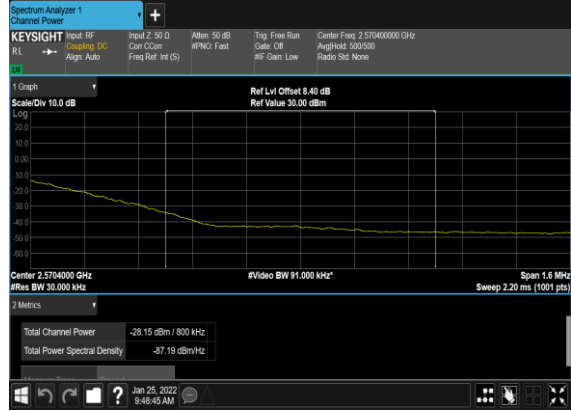 Spectrum Analyzer 1
Channel Power
+
KEYSIGHT Input: RF Input Z: 50 Ω Atten: 50 dB Trig: Free Run Center Freq: 2.570400000 GHz
RL Coupling: DC Corr CCorr #PNO: Fast Gate: Off Avg|Hold: 500/500
Align: Auto Freq Ref: Int (S) #IF Gain: Low Radio Std: None
LXI
1 Graph
Ref Lvl Offset 8.40 dB
Scale/Div 10.0 dB Ref Value 30.00 dBm
Log
20.0
10.0
0.00
-10.0
-20.0
-30.0
-40.0
-50.0
-60.0
Center 2.5704000 GHz #Video BW 91.000 kHz* Span 1.6 MHz
#Res BW 30.000 kHz Sweep 2.20 ms (1001 pts)
2 Metrics
Total Channel Power -28.15 dBm / 800 kHz
Total Power Spectral Density -87.19 dBm/Hz
? Jan 25, 2022
9:48:45 AM